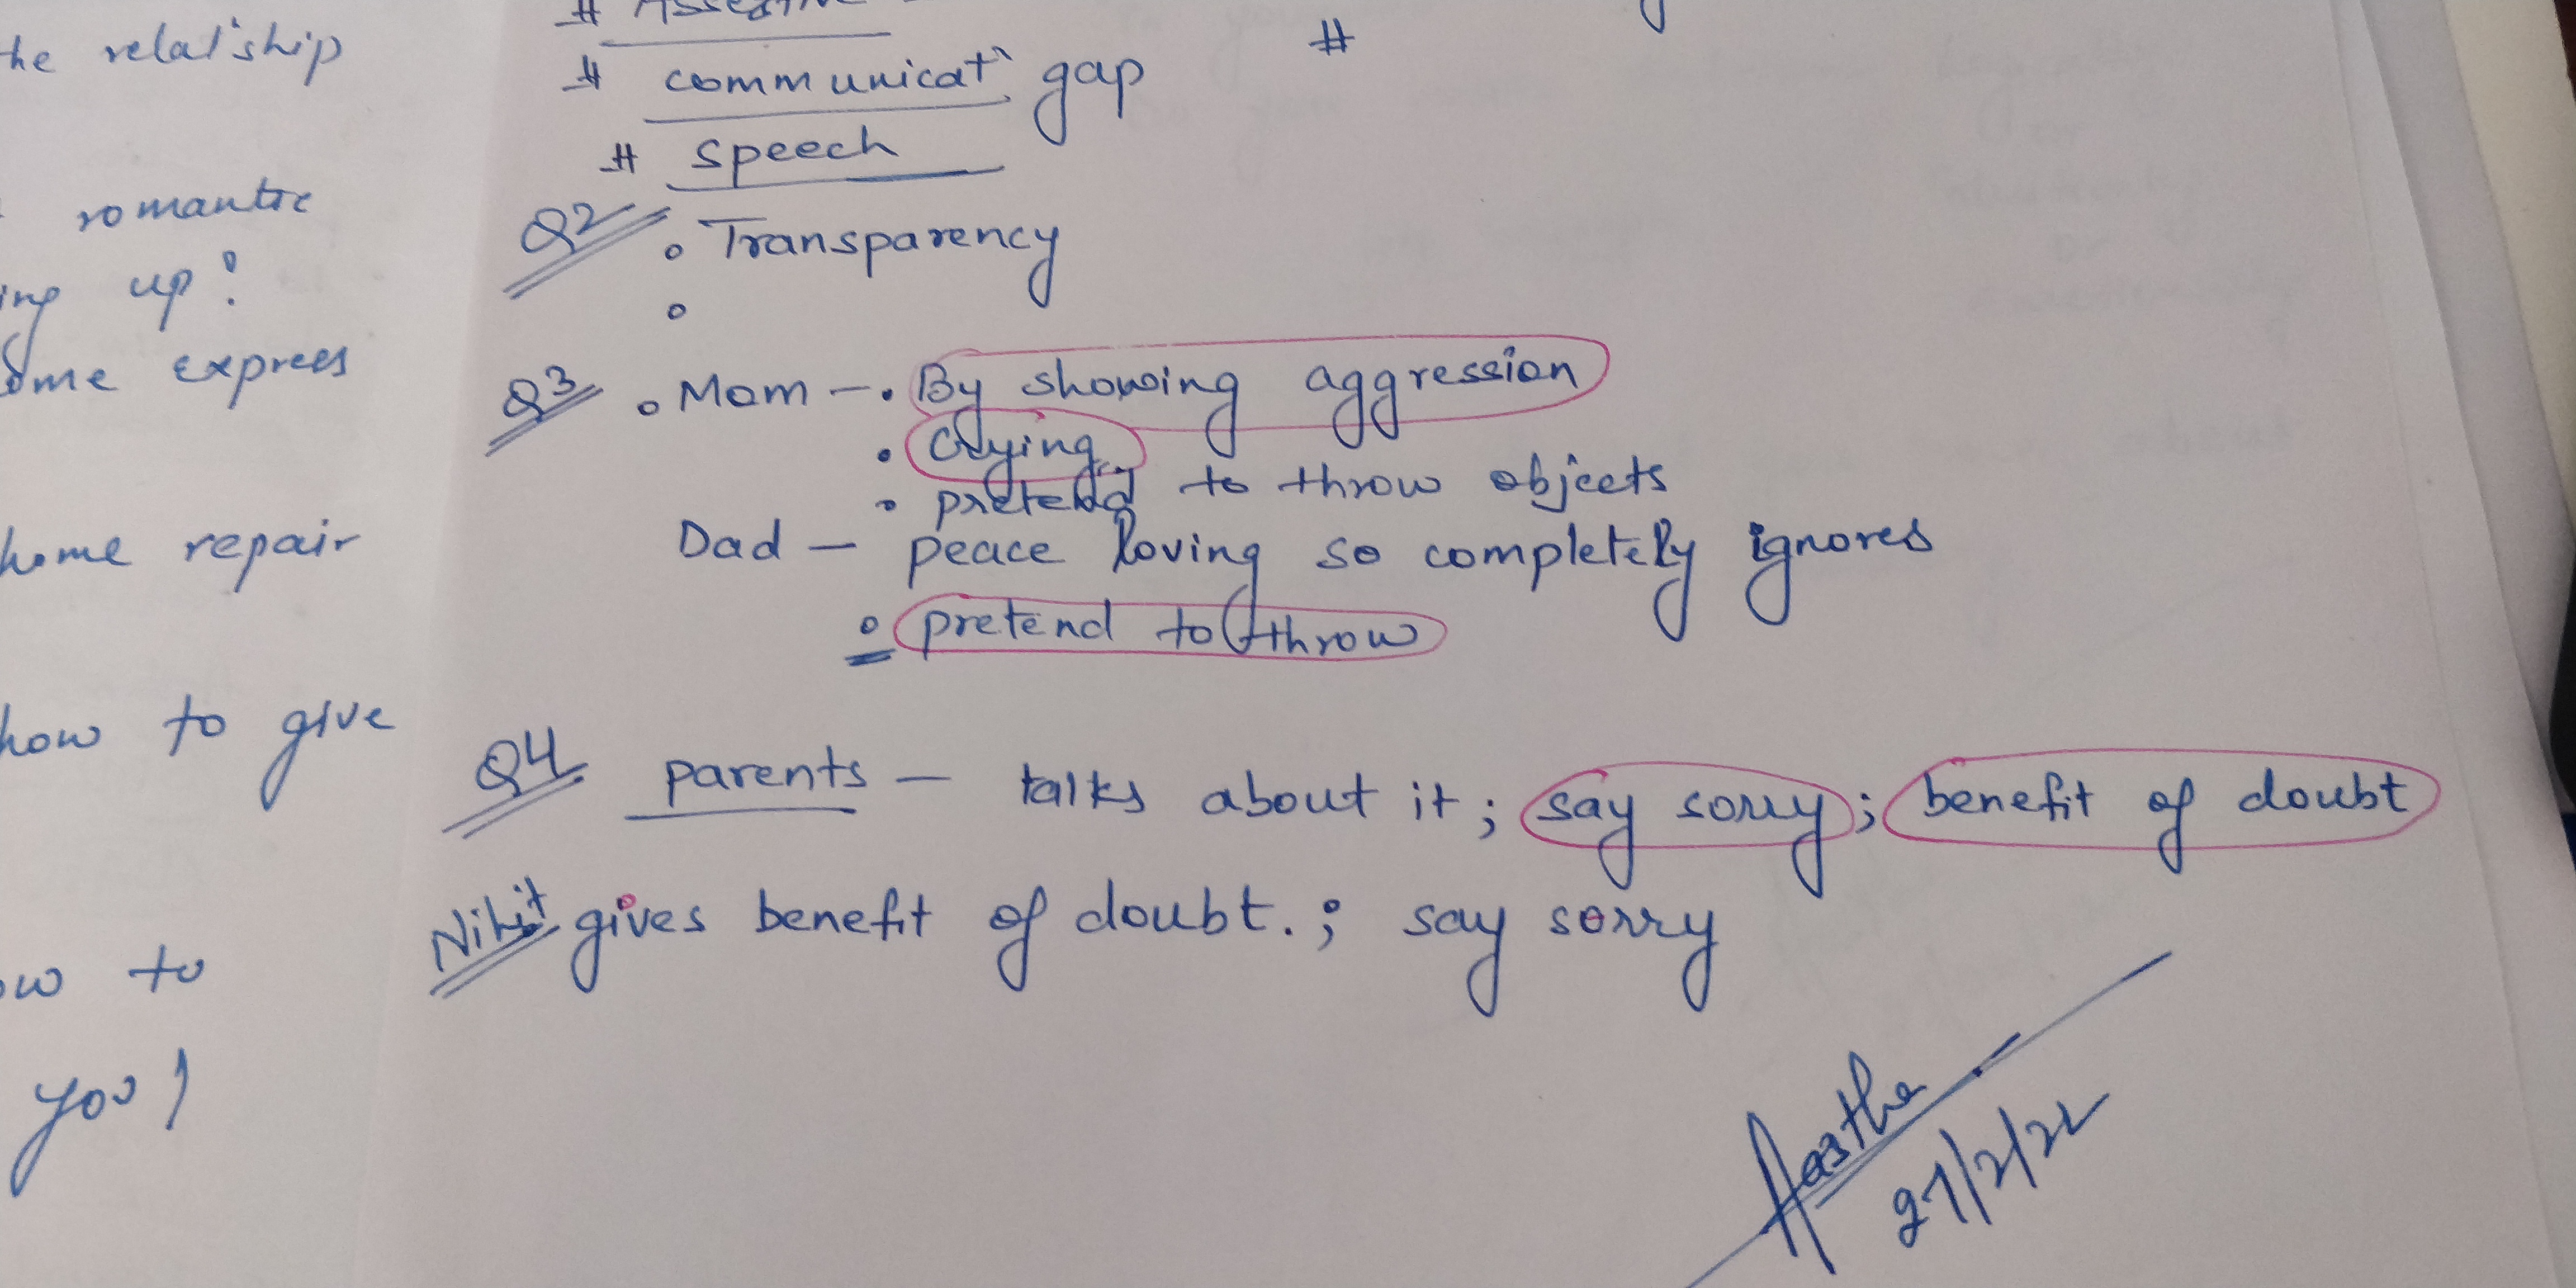 the relat'ship
romantic
ing up?
ome express
home repair
how to give
ow to
you!
# Assertive
#
# communicat` gap
# speech
Q2 o Transparency
o
Q3 o Mom - • By showing aggression
• Crying
• pretend to throw objects
Dad - peace loving so completely ignores
o pretend to throw
Q4 parents - talks about it; say sorry; benefit of doubt
gives benefit of doubt.; say sorry
Aastha
27/2/22